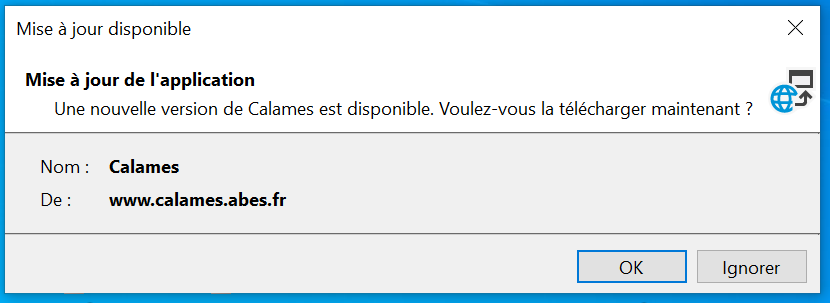 Mise à jour disponible
Mise à jour de l'application
Une nouvelle version de Calames est disponible. Voulez-vous la télécharger maintenant ?
Nom : Calames
De : www.calames.abes.fr
OK Ignorer